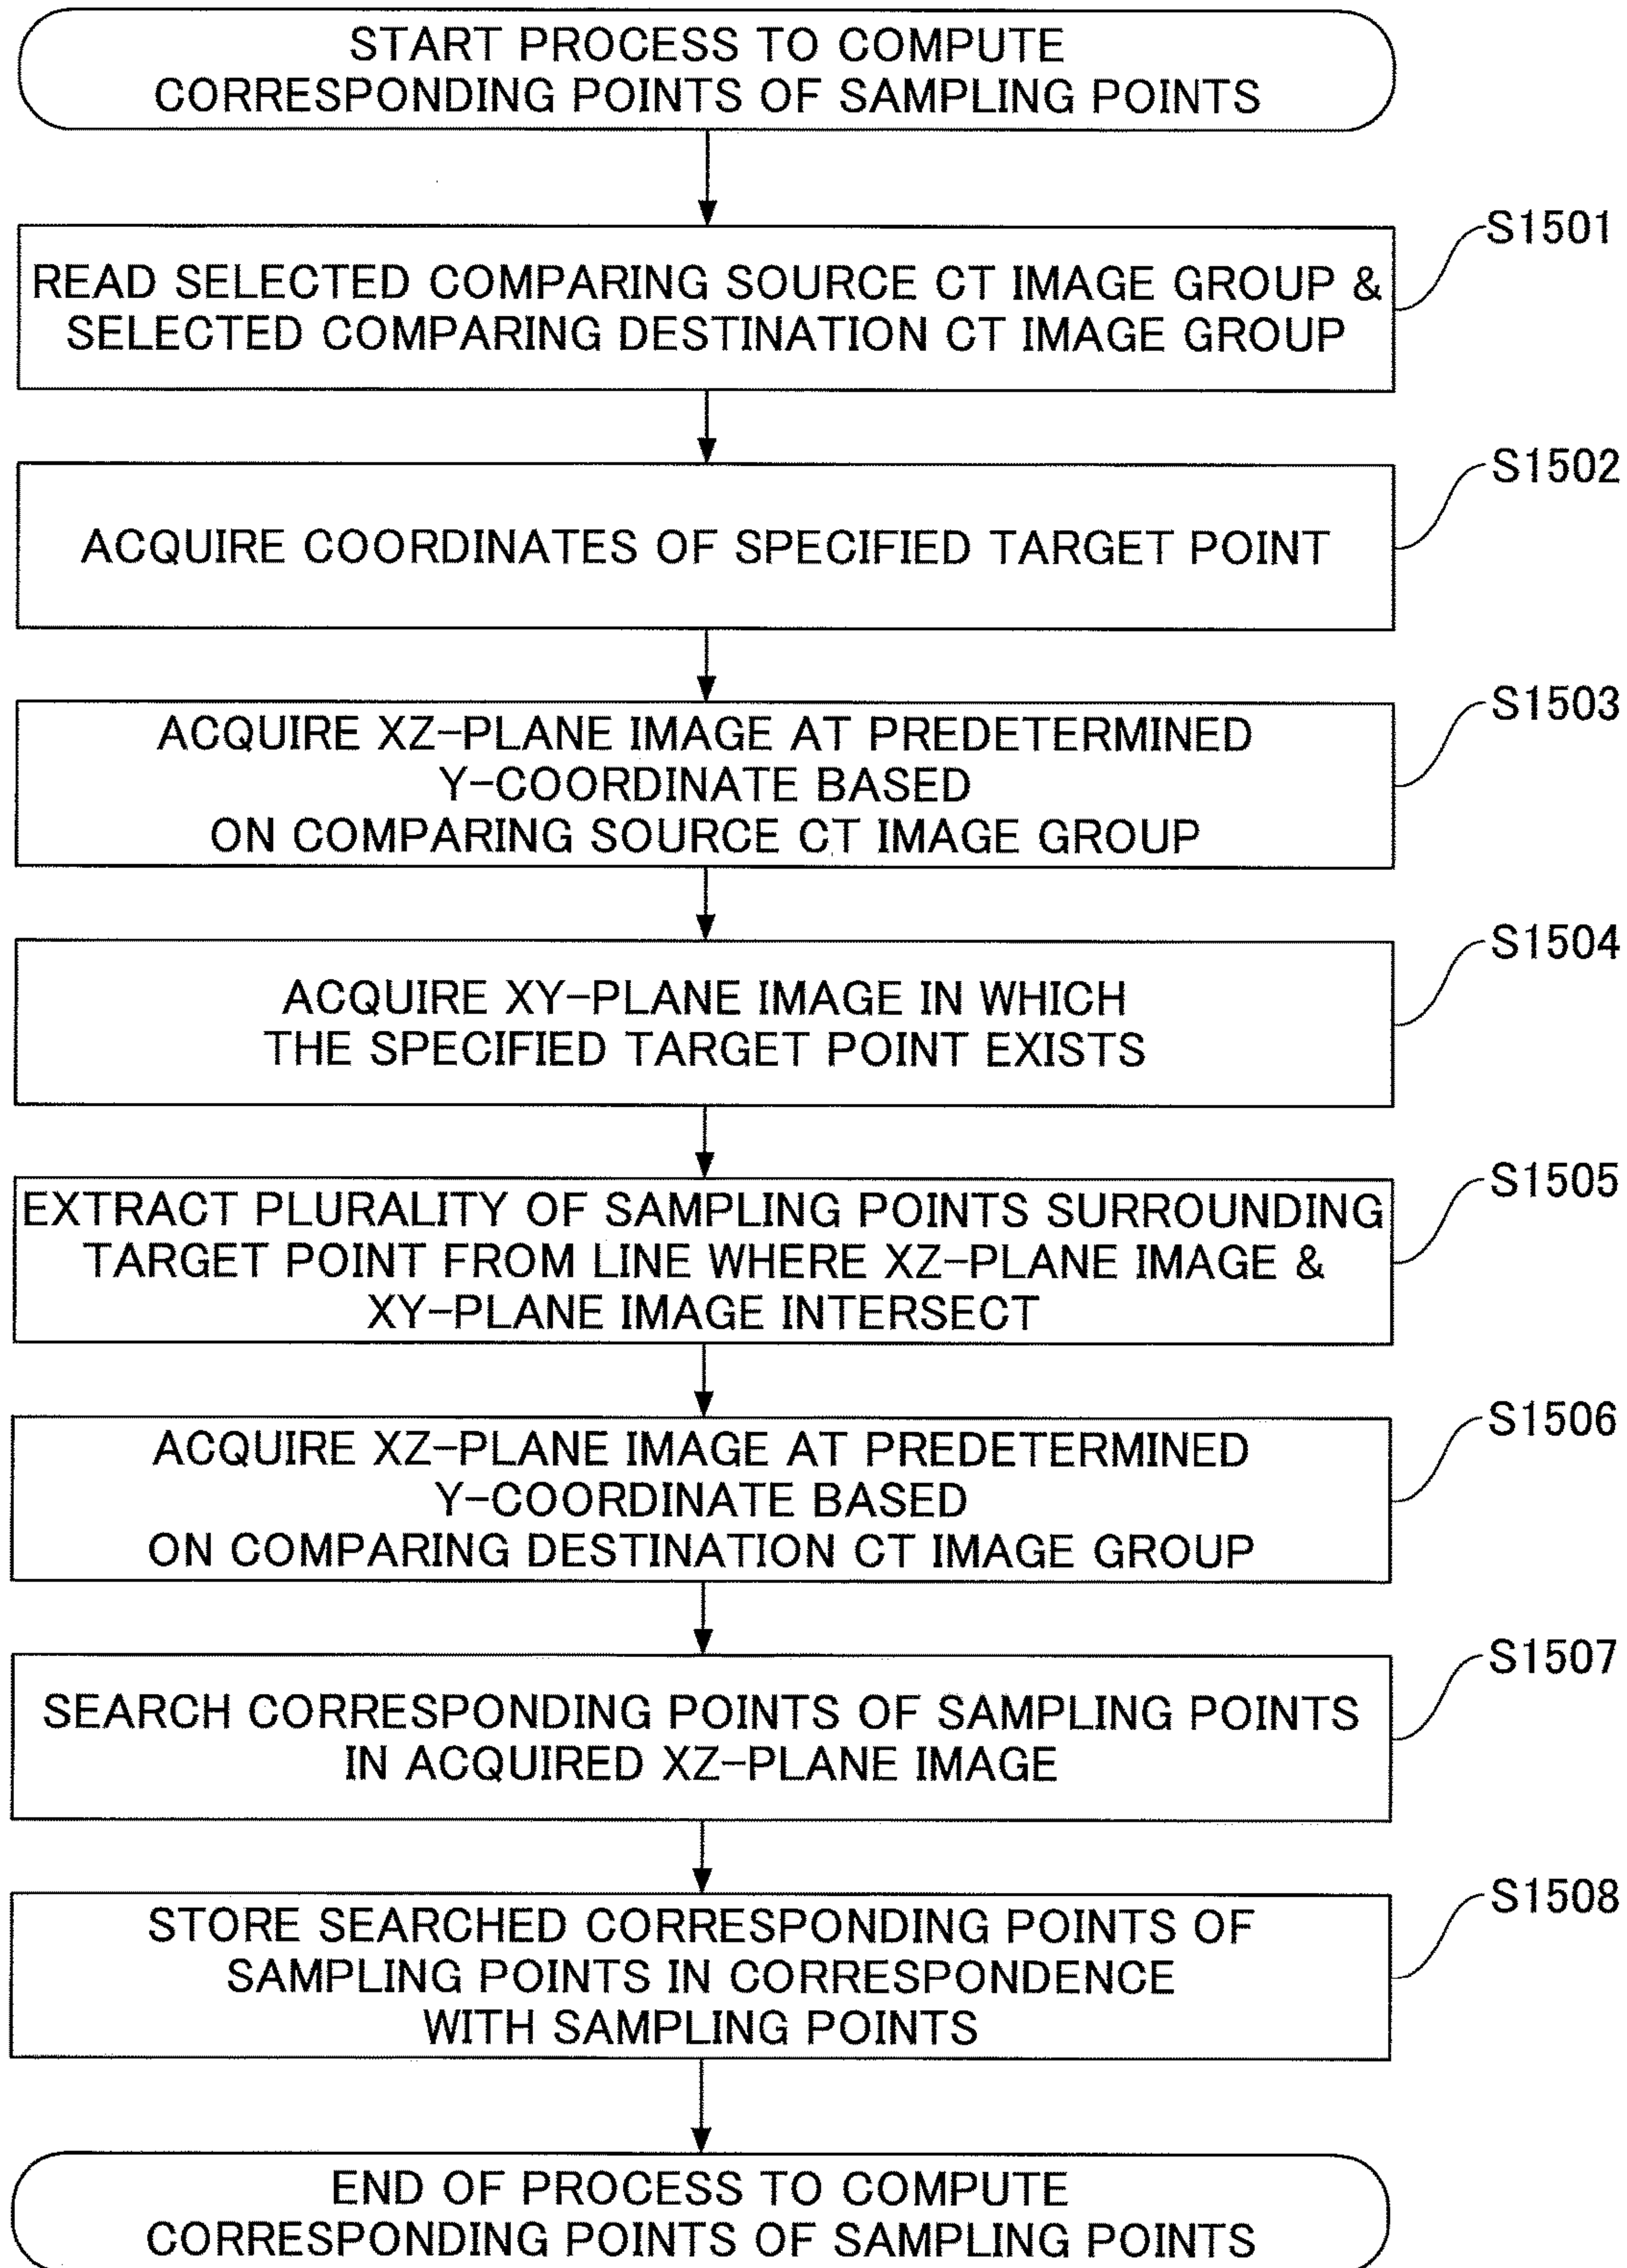 START PROCESS TO COMPUTE
CORRESPONDING POINTS OF SAMPLING POINTS
S1501
READ SELECTED COMPARING SOURCE CT IMAGE GROUP &
SELECTED COMPARING DESTINATION CT IMAGE GROUP
S1502
ACQUIRE COORDINATES OF SPECIFIED TARGET POINT
S1503
ACQUIRE XZ-PLANE IMAGE AT PREDETERMINED
Y-COORDINATE BASED
ON COMPARING SOURCE CT IMAGE GROUP
S1504
ACQUIRE XY-PLANE IMAGE IN WHICH
THE SPECIFIED TARGET POINT EXISTS
S1505
EXTRACT PLURALITY OF SAMPLING POINTS SURROUNDING
TARGET POINT FROM LINE WHERE XZ-PLANE IMAGE &
XY-PLANE IMAGE INTERSECT
S1506
ACQUIRE XZ-PLANE IMAGE AT PREDETERMINED
Y-COORDINATE BASED
ON COMPARING DESTINATION CT IMAGE GROUP
S1507
SEARCH CORRESPONDING POINTS OF SAMPLING POINTS
IN ACQUIRED XZ-PLANE IMAGE
S1508
STORE SEARCHED CORRESPONDING POINTS OF
SAMPLING POINTS IN CORRESPONDENCE
WITH SAMPLING POINTS
END OF PROCESS TO COMPUTE
CORRESPONDING POINTS OF SAMPLING POINTS